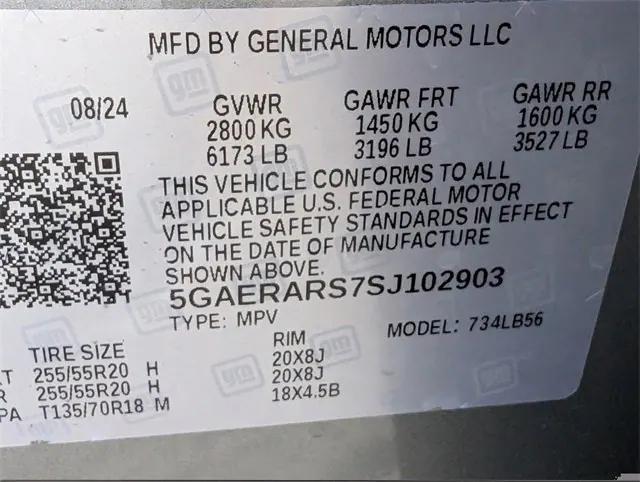 MFD BY GENERAL MOTORS LLC
08/24 GVWR GAWR FRT GAWR RR
2800 KG 1450 KG 1600 KG
6173 LB 3196 LB 3527 LB
THIS VEHICLE CONFORMS TO ALL
APPLICABLE U.S. FEDERAL MOTOR
VEHICLE SAFETY STANDARDS IN EFFECT
ON THE DATE OF MANUFACTURE
SHOWN ABOVE.
5GAERARS7SJ102903
TYPE: MPV MODEL: 734LB56
TIRE SIZE RIM
T 255/55R20 H 20X8J
R 255/55R20 H 20X8J
PA T135/70R18 M 18X4.5B
gm